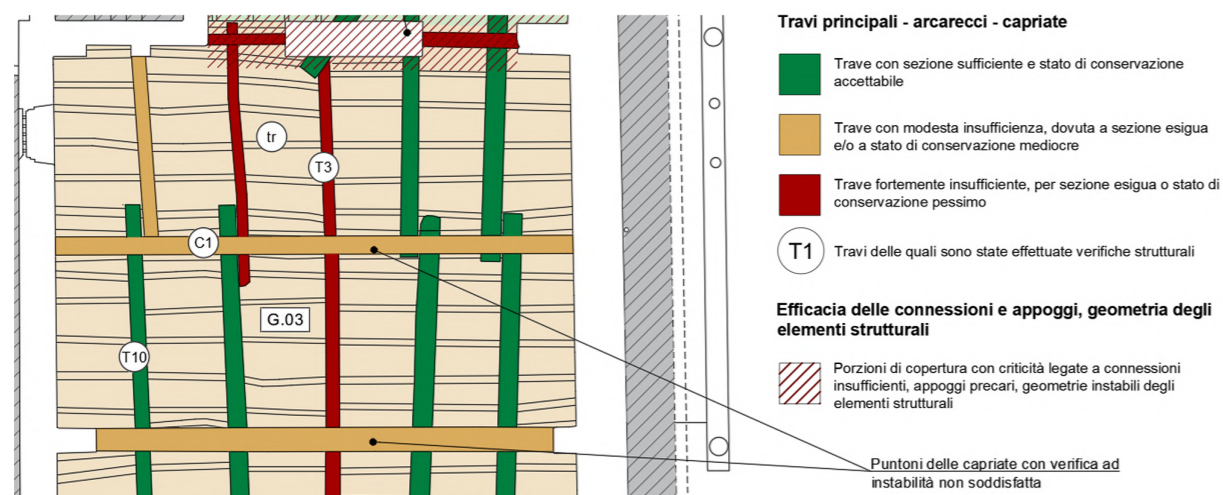 Travi principali - arcarecci - capriate
Trave con sezione sufficiente e stato di conservazione
accettabile
Trave con modesta insufficienza, dovuta a sezione esigua
e/o a stato di conservazione mediocre
Trave fortemente insufficiente, per sezione esigua o stato di
conservazione pessimo
T1
Travi delle quali sono state effettuate verifiche strutturali
Efficacia delle connessioni e appoggi, geometria degli
elementi strutturali
Porzioni di copertura con criticità legate a connessioni
insufficienti, appoggi precari, geometrie instabili degli
elementi strutturali
Puntoni delle capriate con verifica ad
instabilità non soddisfatta
tr
T3
C1
G.03
T10